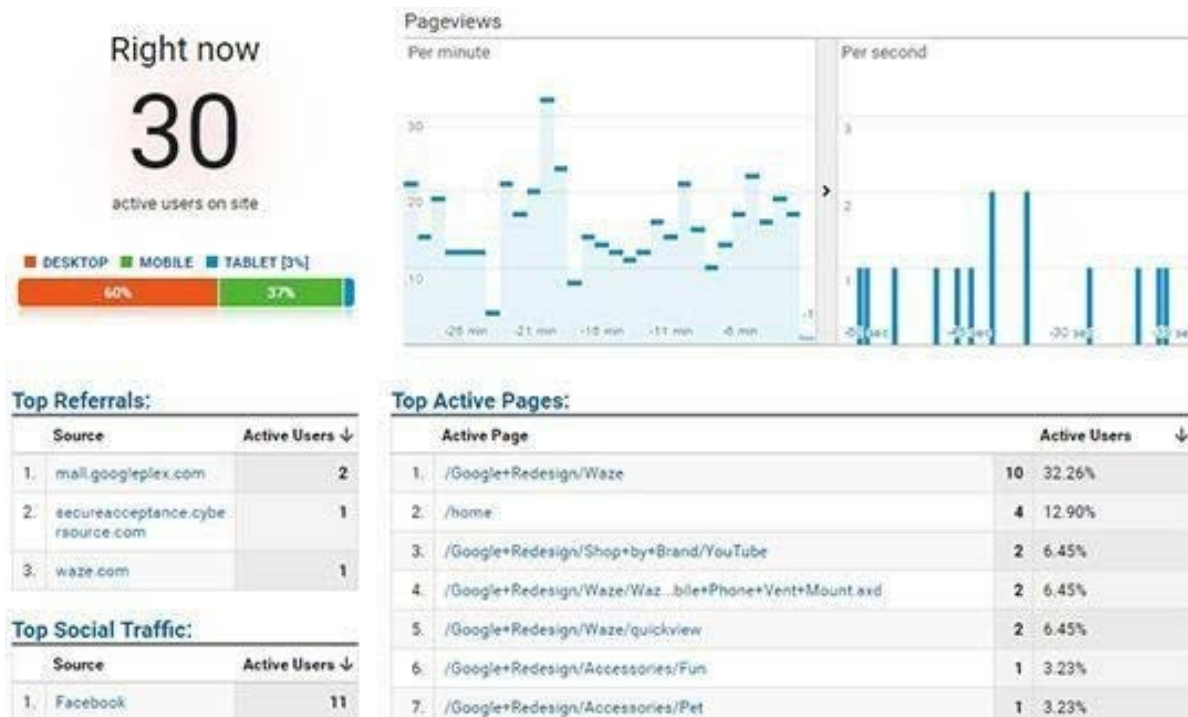 Right now
30
active users on site
DESKTOP MOBILE TABLET [3%]
60% 37%
Pageviews
Per minute
30
20
10
-26 min -21 min -16 min -11 min -6 min
Per second
3
2
1
-60 sec -45 sec -30 sec
Top Referrals:
Source Active Users ↓
1. mall.googleplex.com 2
2. secureacceptance.cybe
rsource.com 1
3. waze.com 1
Top Social Traffic:
Source Active Users ↓
1. Facebook 11
Top Active Pages:
Active Page Active Users ↓
1. /Google+Redesign/Waze 10 32.26%
2. /home 4 12.90%
3. /Google+Redesign/Shop+by+Brand/YouTube 2 6.45%
4. /Google+Redesign/Waze/Waz...bile+Phone+Vent+Mount.axd 2 6.45%
5. /Google+Redesign/Waze/quickview 2 6.45%
6. /Google+Redesign/Accessories/Fun 1 3.23%
7. /Google+Redesign/Accessories/Pet 1 3.23%